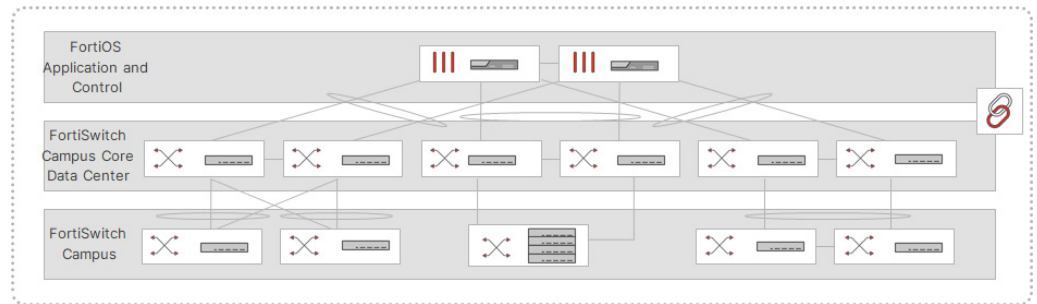 FortiOS
Application and
Control
FortiSwitch
Campus Core
Data Center
FortiSwitch
Campus